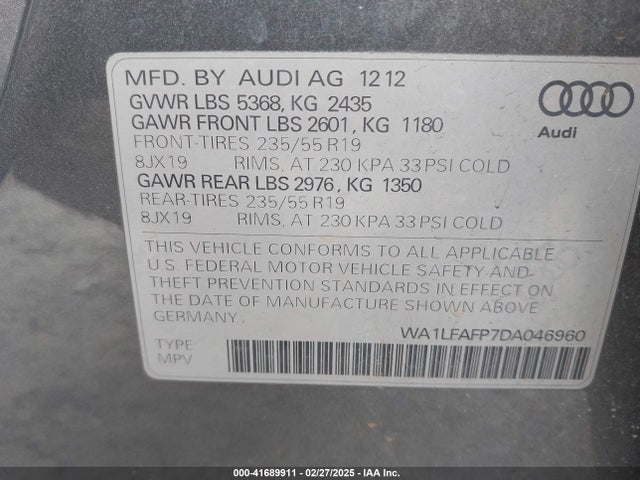 MFD. BY AUDI AG 12 12
GVWR LBS 5368, KG 2435
GAWR FRONT LBS 2601, KG 1180
FRONT-TIRES 235/55 R19
8JX19 RIMS, AT 230 KPA 33 PSI COLD
GAWR REAR LBS 2976, KG 1350
REAR-TIRES 235/55 R19
8JX19 RIMS, AT 230 KPA 33 PSI COLD
Audi
THIS VEHICLE CONFORMS TO ALL APPLICABLE
U.S. FEDERAL MOTOR VEHICLE SAFETY AND
THEFT PREVENTION STANDARDS IN EFFECT ON
THE DATE OF MANUFACTURE SHOWN ABOVE
GERMANY.
WA1LFAFP7DA046960
TYPE
MPV
000-41689911 - 02/27/2025 - IAA Inc.